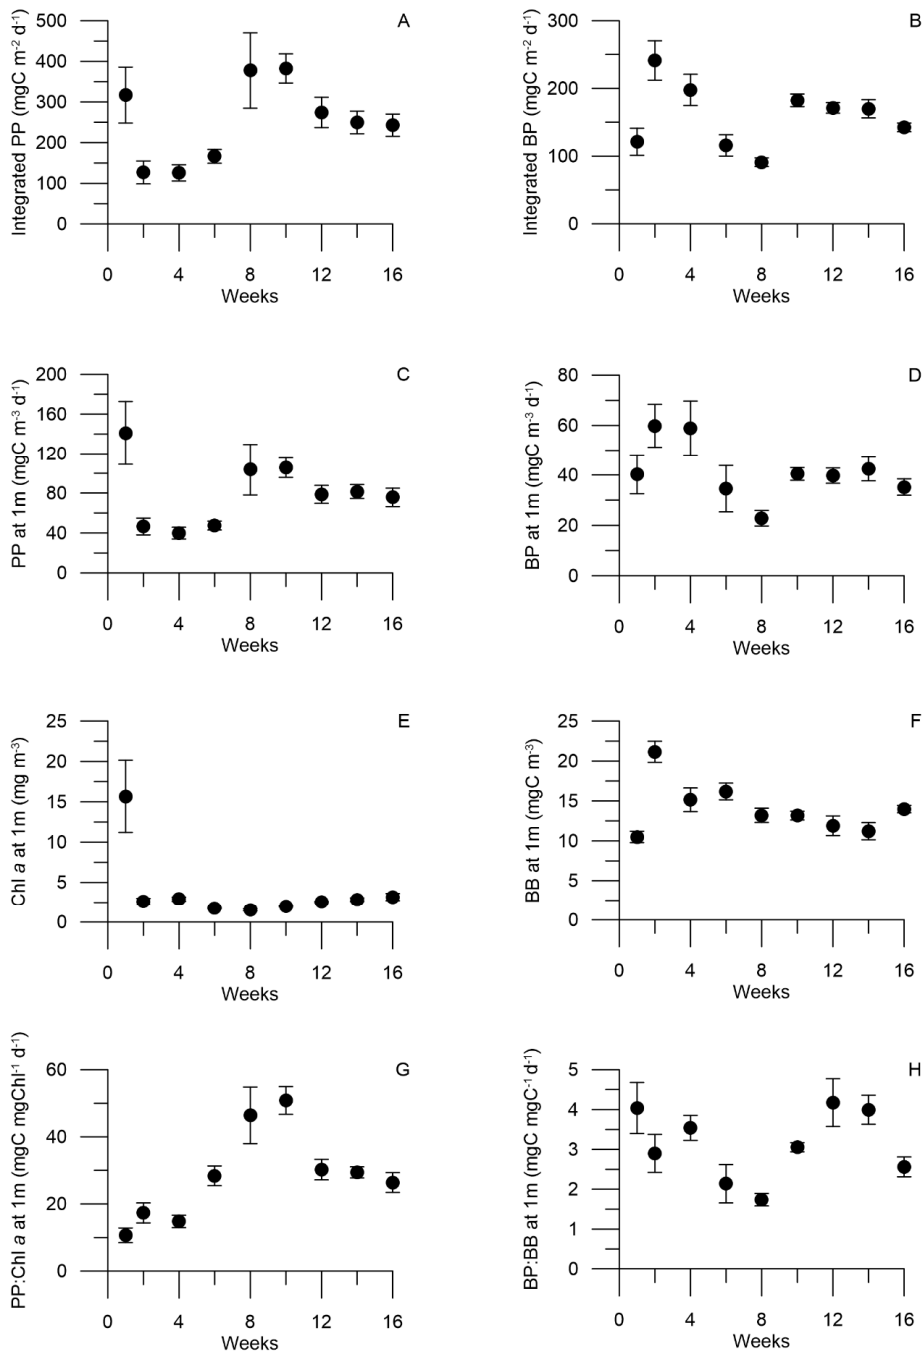 A
Integrated PP (mgC m⁻² d⁻¹)
500
400
300
200
100
0
0 4 8 12 16
Weeks
B
Integrated BP (mgC m⁻² d⁻¹)
300
200
100
0
0 4 8 12 16
Weeks
C
PP at 1m (mgC m⁻³ d⁻¹)
200
160
120
80
40
0
0 4 8 12 16
Weeks
D
BP at 1m (mgC m⁻³ d⁻¹)
80
60
40
20
0
0 4 8 12 16
Weeks
E
Chl a at 1m (mg m⁻³)
25
20
15
10
5
0
0 4 8 12 16
Weeks
F
BB at 1m (mgC m⁻³)
25
20
15
10
5
0
0 4 8 12 16
Weeks
G
PP:Chl a at 1m (mgC mgChl⁻¹ d⁻¹)
60
40
20
0
0 4 8 12 16
Weeks
H
BP:BB at 1m (mgC mgC⁻¹ d⁻¹)
5
4
3
2
1
0
0 4 8 12 16
Weeks